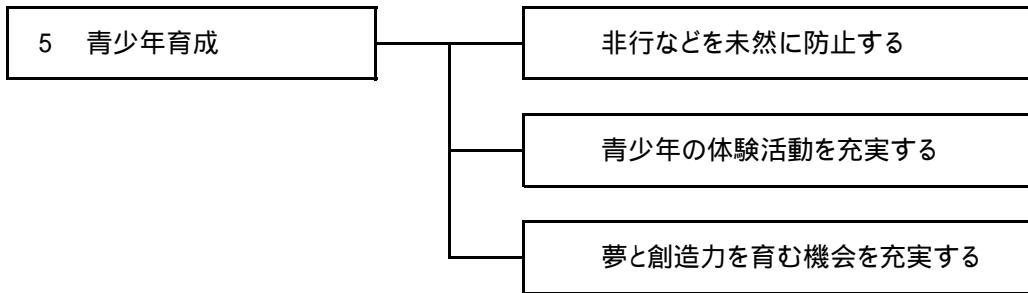 5　青少年育成
非行などを未然に防止する
青少年の体験活動を充実する
夢と創造力を育む機会を充実する